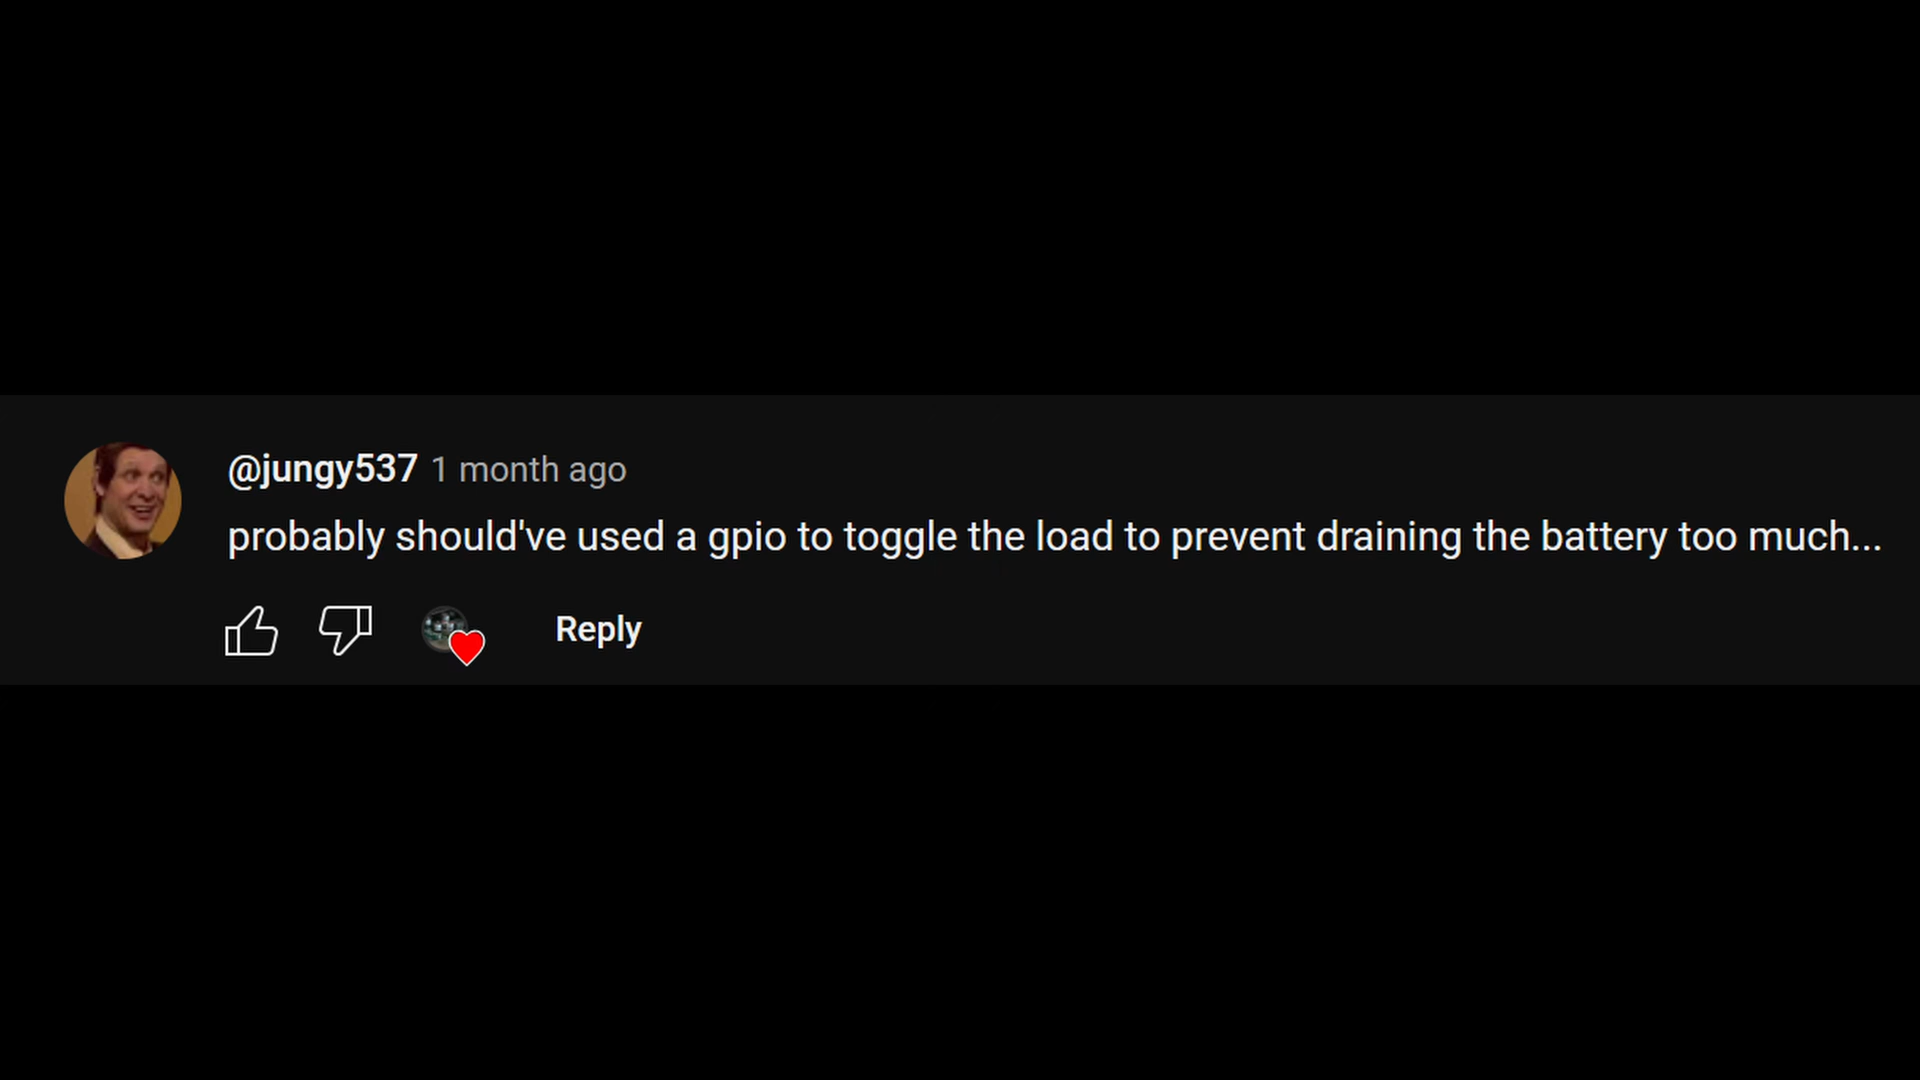 @jungy537 1 month ago
probably should've used a gpio to toggle the load to prevent draining the battery too much...
Reply